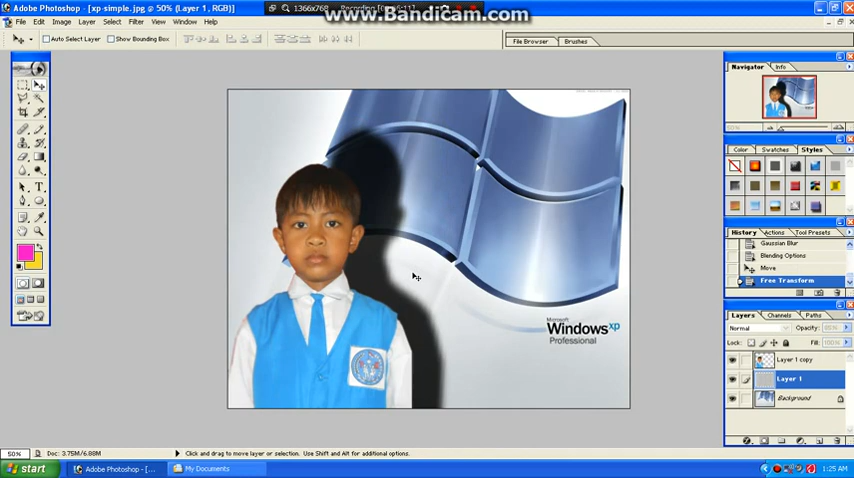 Adobe Photoshop - [xp-simple.jpg @ 50% (Layer 1, RGB)]
1366x768
www.Bandicam.com
File Edit Image Layer Select Filter View Window Help
Auto Select Layer Show Bounding Box
File Browser Brushes
Navigator Info
Color Swatches Styles
History Actions Tool Presets
Gaussian Blur
Blending Options
Move
Free Transform
Layers Channels Paths
Normal Opacity:
Lock: Fill: 100%
Layer 1 copy
Layer 1
Background
Microsoft
Windows xp
Professional
50% Doc: 3.75M/6.88M Click and drag to move layer or selection. Use Shift and Alt for additional options.
start Adobe Photoshop - [... My Documents 1:25 AM